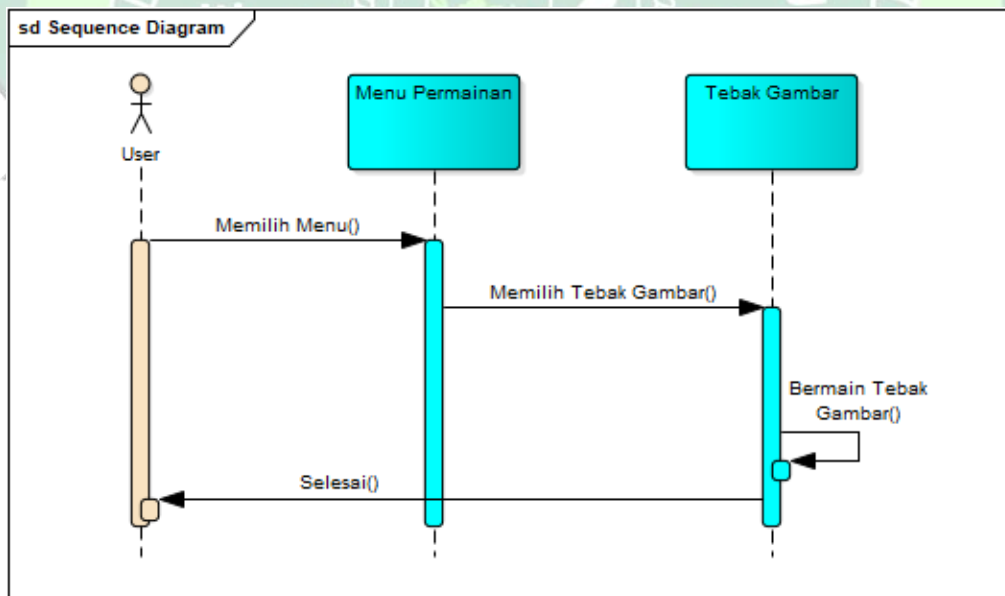 sd Sequence Diagram
Menu Permainan
Tebak Gambar
User
Memilih Menu()
Memilih Tebak Gambar()
Bermain Tebak
Gambar()
Selesai()